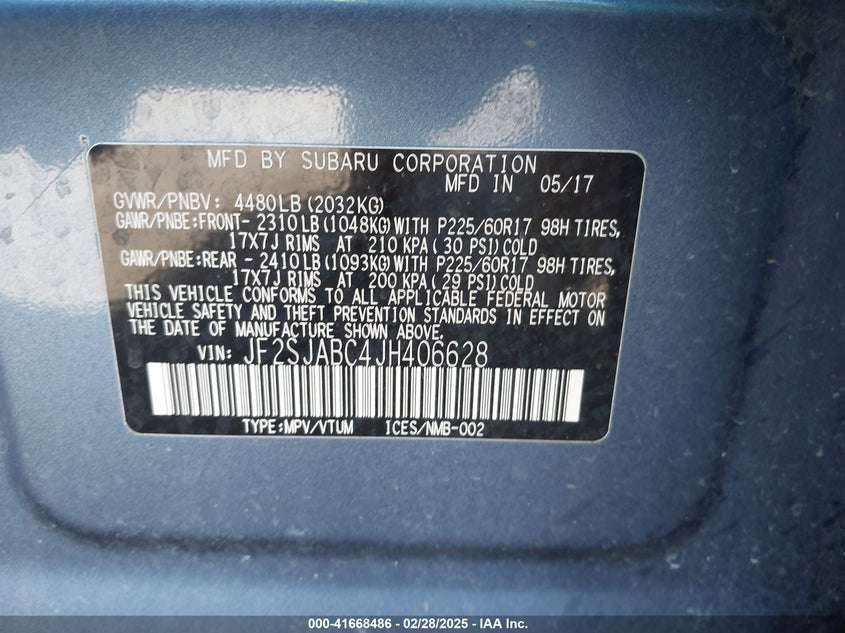 MFD BY SUBARU CORPORATION
MFD IN 05/17
GVWR/PNBV: 4480LB (2032KG)
GAWR/PNBE:FRONT- 2310LB (1048KG)WITH P225/60R17 98H TIRES,
17X7J RIMS AT 210 KPA( 30 PSI)COLD
GAWR/PNBE:REAR - 2410LB (1093KG)WITH P225/60R17 98H TIRES,
17X7J RIMS AT 200 KPA( 29 PSI)COLD
THIS VEHICLE CONFORMS TO ALL APPLICABLE FEDERAL MOTOR
VEHICLE SAFETY AND THEFT PREVENTION STANDARDS IN EFFECT ON
THE DATE OF MANUFACTURE SHOWN ABOVE.
VIN: JF2SJABC4JH406628
TYPE:MPV/VTUM ICES/NMB-002
000-41668486 - 02/28/2025 - IAA Inc.